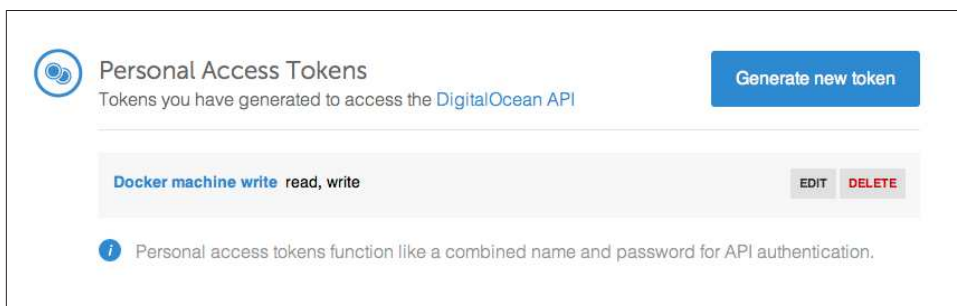 Personal Access Tokens
Generate new token
Tokens you have generated to access the DigitalOcean API
Docker machine write read, write
EDIT DELETE
i Personal access tokens function like a combined name and password for API authentication.